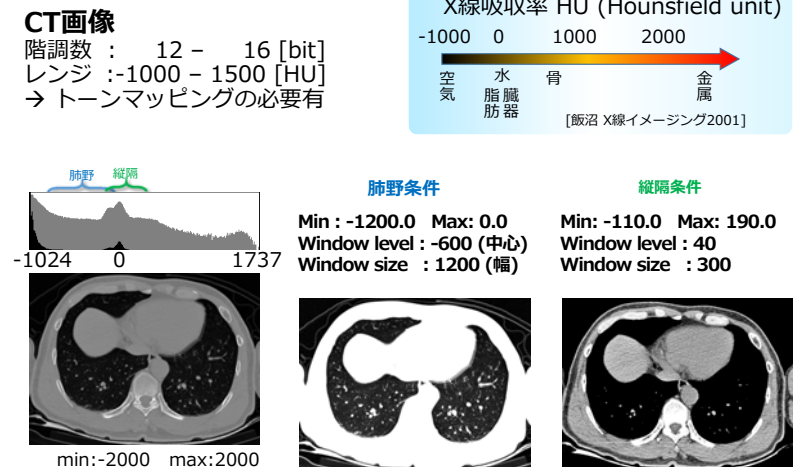 CT画像
階調数 : 12 – 16 [bit]
レンジ :-1000 – 1500 [HU]
→ トーンマッピングの必要有
X線吸収率 HU (Hounsfield unit)
-1000 0 1000 2000
空気
水
脂肪
臓器
骨
金属
[飯沼 X線イメージング2001]
肺野 縦隔
-1024 0 1737
min:-2000 max:2000
肺野条件
Min : -1200.0 Max: 0.0
Window level : -600 (中心)
Window size : 1200 (幅)
縦隔条件
Min: -110.0 Max: 190.0
Window level : 40
Window size : 300